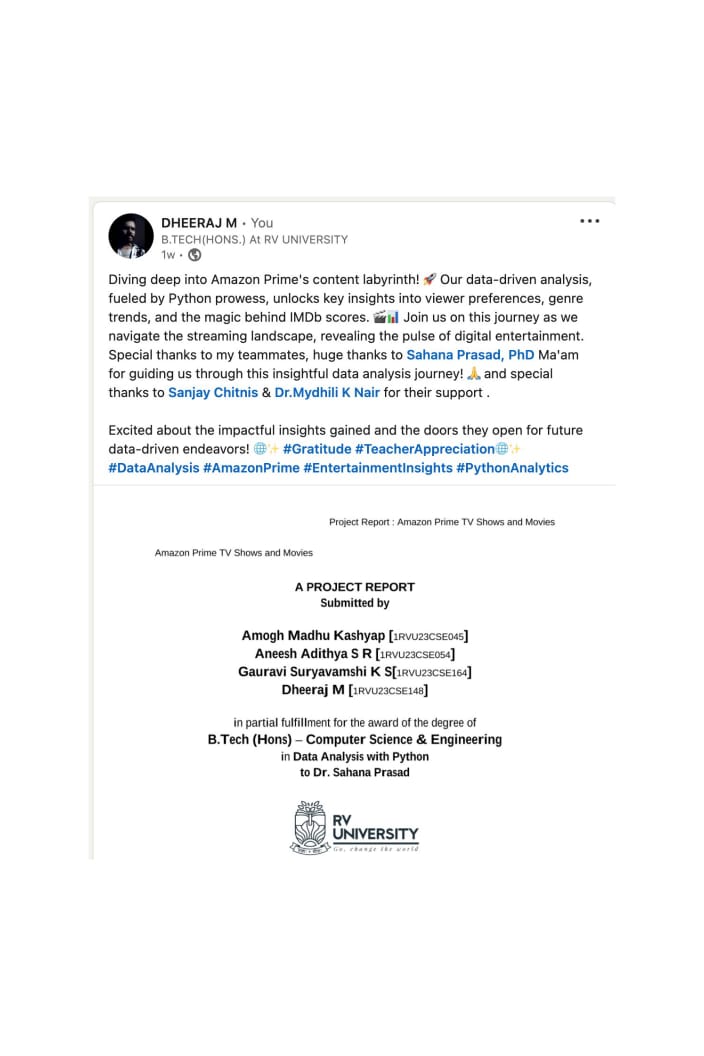 DHEERAJ M • You
B.TECH(HONS.) At RV UNIVERSITY
1w •
Diving deep into Amazon Prime's content labyrinth! 🚀 Our data-driven analysis,
fueled by Python prowess, unlocks key insights into viewer preferences, genre
trends, and the magic behind IMDb scores. 🎬📊 Join us on this journey as we
navigate the streaming landscape, revealing the pulse of digital entertainment.
Special thanks to my teammates, huge thanks to Sahana Prasad, PhD Ma'am
for guiding us through this insightful data analysis journey! 🙏 and special
thanks to Sanjay Chitnis & Dr.Mydhili K Nair for their support .
Excited about the impactful insights gained and the doors they open for future
data-driven endeavors! 🌐✨ #Gratitude #TeacherAppreciation🌐✨
#DataAnalysis #AmazonPrime #EntertainmentInsights #PythonAnalytics
Project Report : Amazon Prime TV Shows and Movies
Amazon Prime TV Shows and Movies
A PROJECT REPORT
Submitted by
Amogh Madhu Kashyap [1RVU23CSE045]
Aneesh Adithya S R [1RVU23CSE054]
Gauravi Suryavamshi K S[1RVU23CSE164]
Dheeraj M [1RVU23CSE148]
in partial fulfillment for the award of the degree of
B.Tech (Hons) – Computer Science & Engineering
in Data Analysis with Python
to Dr. Sahana Prasad
RV
UNIVERSITY
Go, change the world